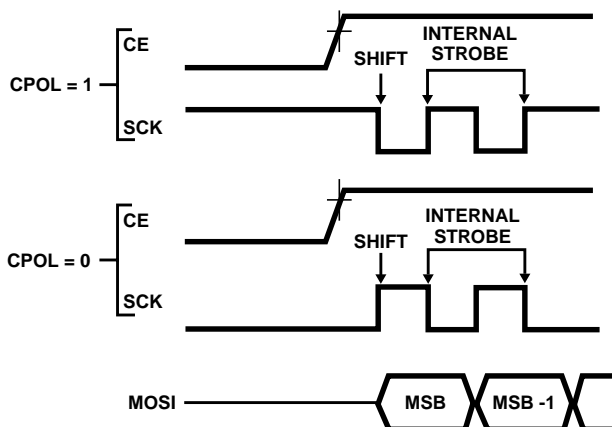 CE
INTERNAL
STROBE
SHIFT
CPOL = 1
SCK
CE
INTERNAL
STROBE
SHIFT
CPOL = 0
SCK
MOSI
MSB
MSB -1